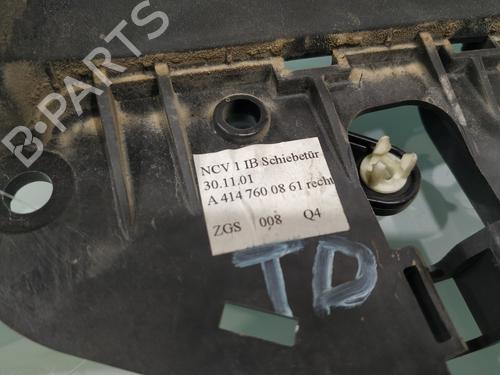 B-PARTS
NCV 1 IB Schiebetür
30.11.01
A 414 760 08 61 recht
ZGS 008 Q4
TD